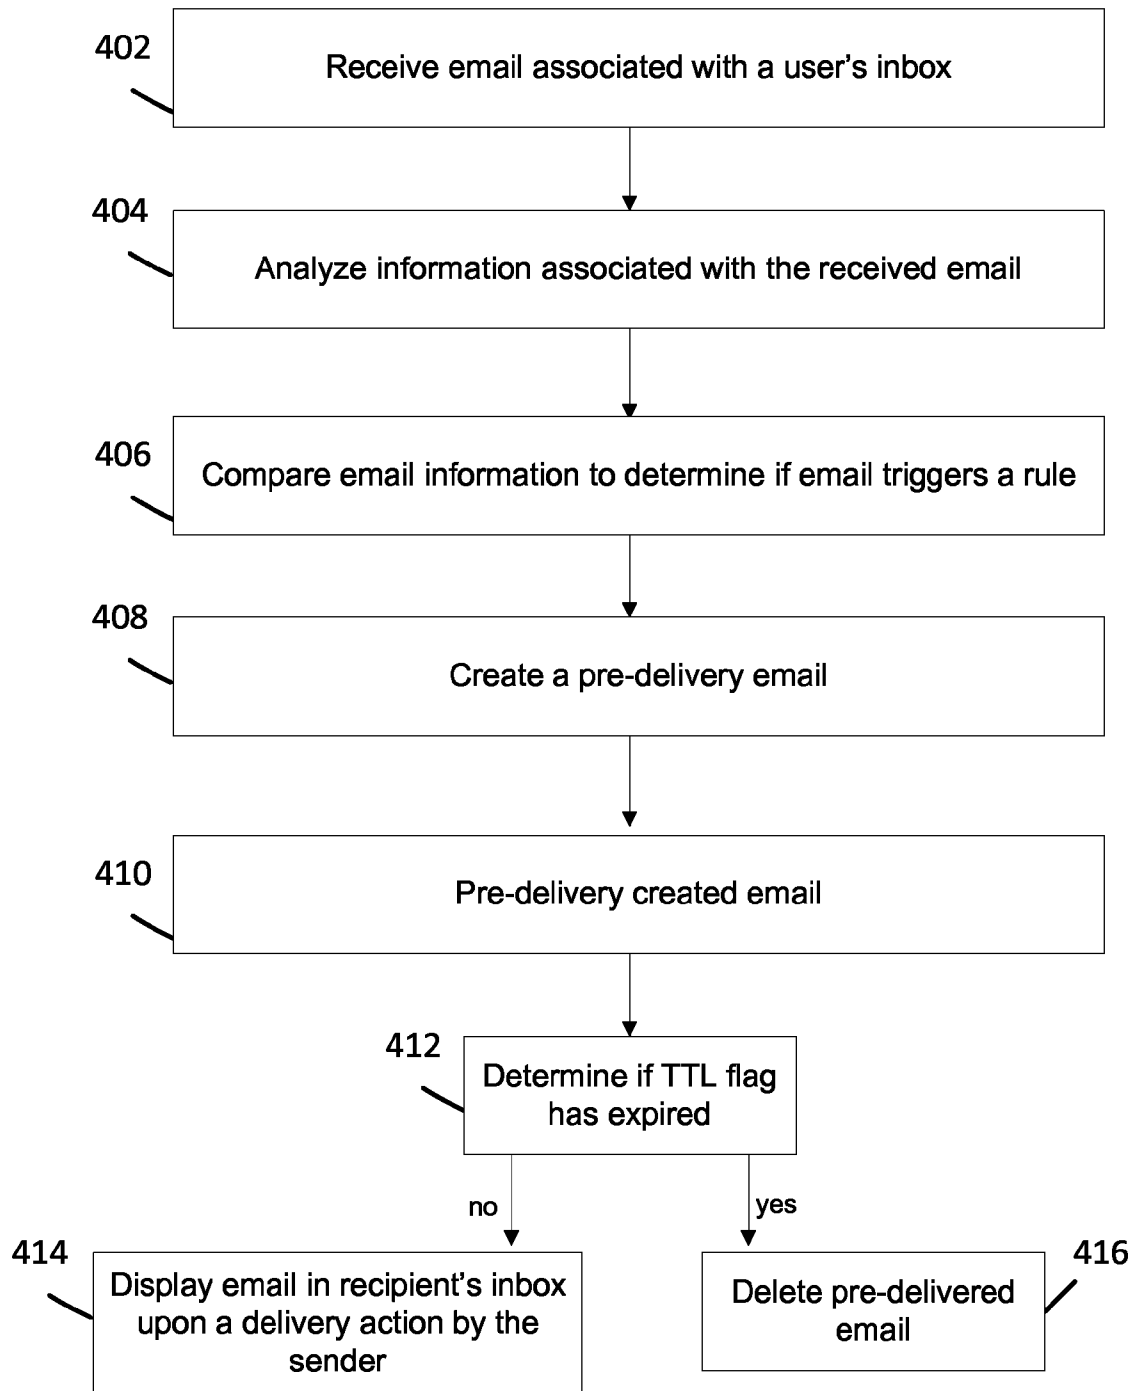 402
Receive email associated with a user's inbox
404
Analyze information associated with the received email
406
Compare email information to determine if email triggers a rule
408
Create a pre-delivery email
410
Pre-delivery created email
412
Determine if TTL flag
has expired
no
yes
414
Display email in recipient's inbox
upon a delivery action by the
sender
416
Delete pre-delivered
email